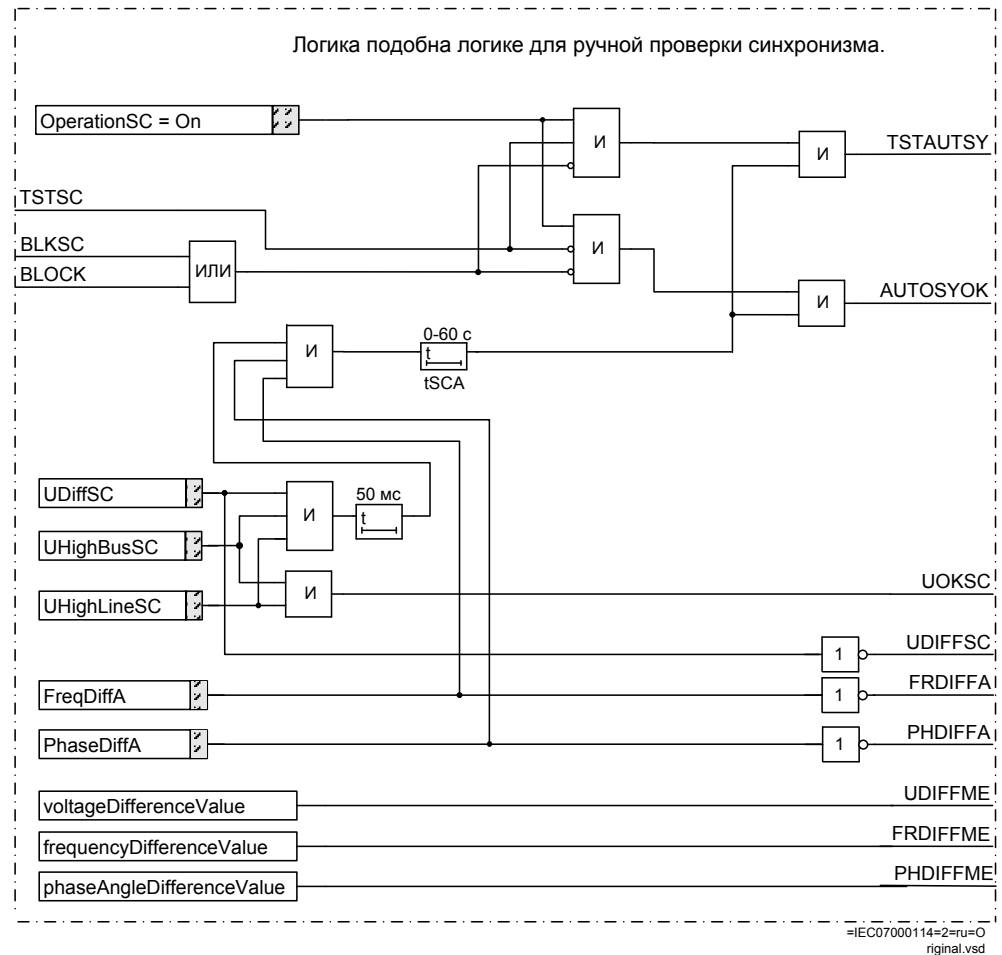 Логика подобна логике для ручной проверки синхронизма.
OperationSC = On
И
И
TSTAUTSY
TSTSC
BLKSC
BLOCK
ИЛИ
И
И
AUTOSYOK
И
0-60 с
t
tSCA
UDiffSC
И
50 мс
t
UHighBusSC
UHighLineSC
И
UOKSC
1
UDIFFSC
FreqDiffA
1
FRDIFFA
PhaseDiffA
1
PHDIFFA
voltageDifferenceValue
UDIFFME
frequencyDifferenceValue
FRDIFFME
phaseAngleDifferenceValue
PHDIFFME
=IEC07000114=2=ru=O
riginal.vsd